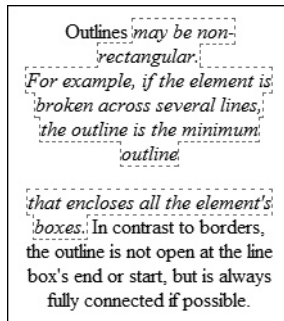 Outlines may be non-
rectangular.
For example, if the element is
broken across several lines,
the outline is the minimum
outline
that encloses all the element's
boxes. In contrast to borders,
the outline is not open at the line
box's end or start, but is always
fully connected if possible.